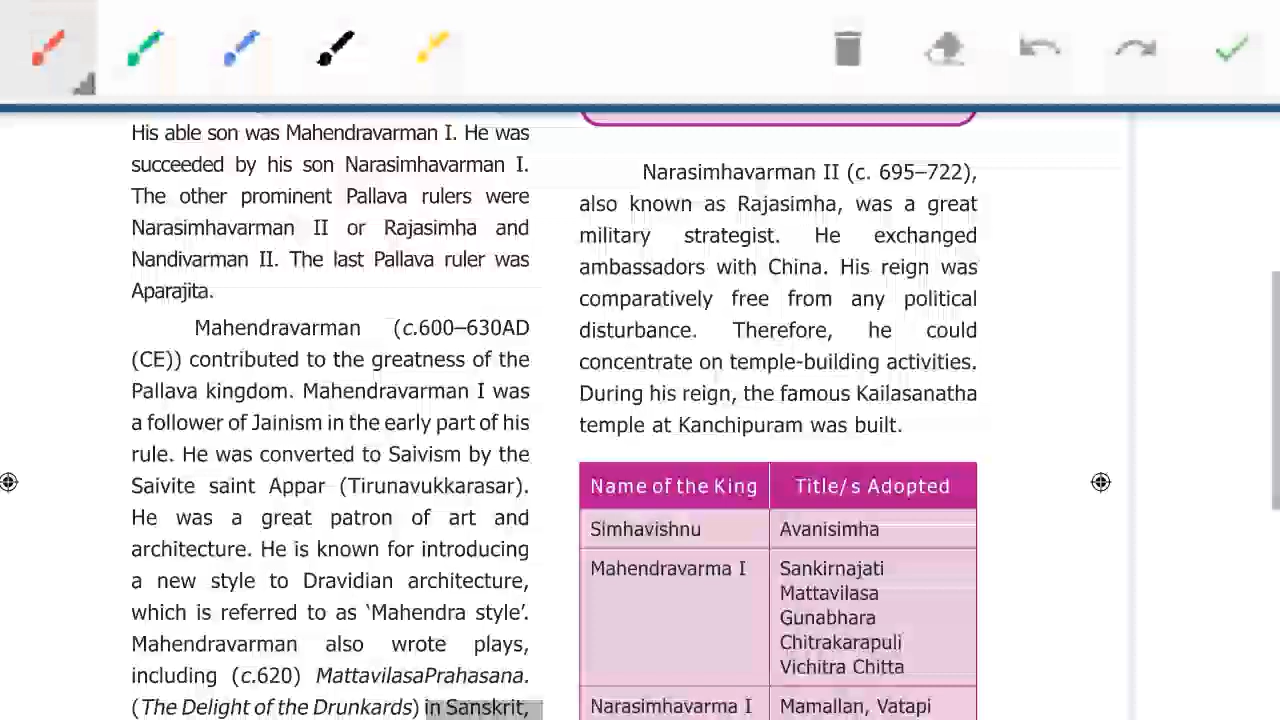 His able son was Mahendravarman I. He was
succeeded by his son Narasimhavarman I.
The other prominent Pallava rulers were
Narasimhavarman II or Rajasimha and
Nandivarman II. The last Pallava ruler was
Aparajita.
Mahendravarman (c.600–630AD
(CE)) contributed to the greatness of the
Pallava kingdom. Mahendravarman I was
a follower of Jainism in the early part of his
rule. He was converted to Saivism by the
Saivite saint Appar (Tirunavukkarasar).
He was a great patron of art and
architecture. He is known for introducing
a new style to Dravidian architecture,
which is referred to as ‘Mahendra style’.
Mahendravarman also wrote plays,
including (c.620) MattavilasaPrahasana.
(The Delight of the Drunkards) in Sanskrit,
Narasimhavarman II (c. 695–722),
also known as Rajasimha, was a great
military strategist. He exchanged
ambassadors with China. His reign was
comparatively free from any political
disturbance. Therefore, he could
concentrate on temple-building activities.
During his reign, the famous Kailasanatha
temple at Kanchipuram was built.
Name of the King Title/s Adopted
Simhavishnu Avanisimha
Mahendravarma I Sankirnajati
Mattavilasa
Gunabhara
Chitrakarapuli
Vichitra Chitta
Narasimhavarma I Mamallan, Vatapi